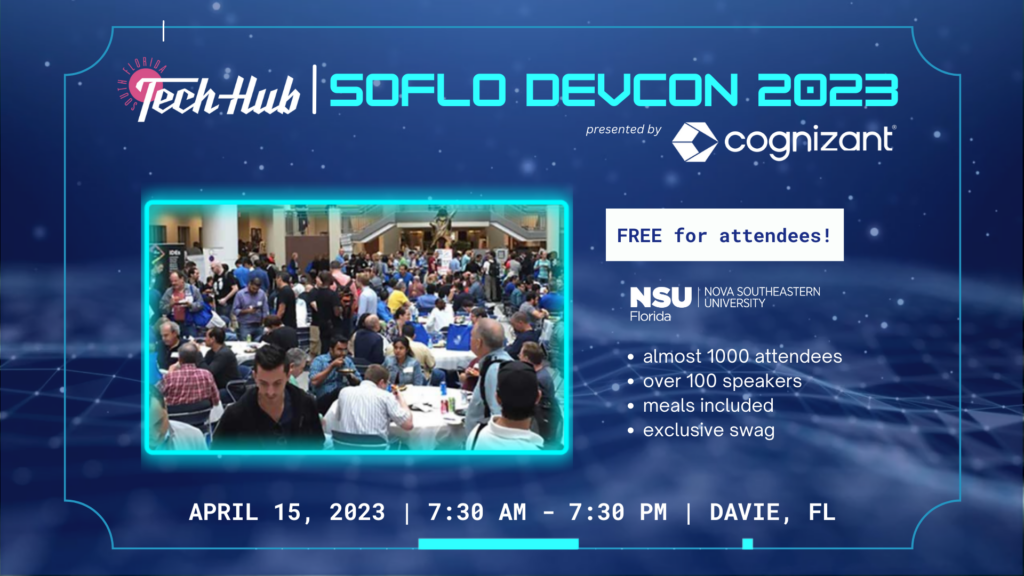 SOUTH FLORIDA
Tech Hub
SOFLO DEVCON 2023
presented by
cognizant
FREE for attendees!
NSU
Florida
NOVA SOUTHEASTERN
UNIVERSITY
• almost 1000 attendees
• over 100 speakers
• meals included
• exclusive swag
APRIL 15, 2023 | 7:30 AM - 7:30 PM | DAVIE, FL